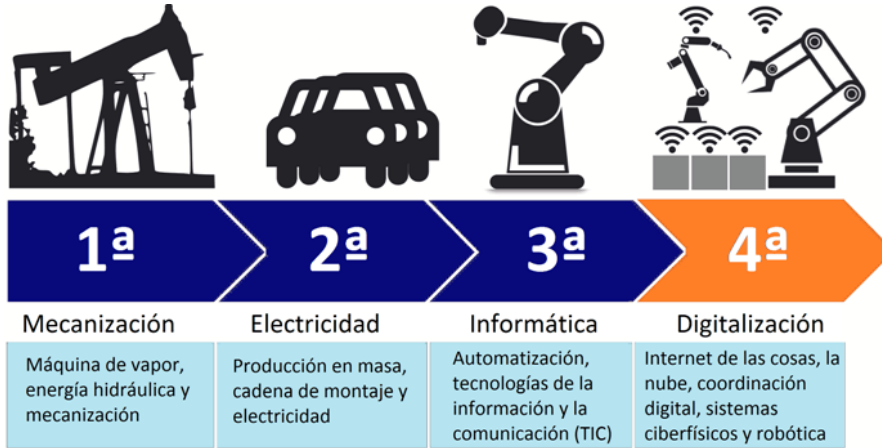 1ª
2ª
3ª
4ª
Mecanización
Electricidad
Informática
Digitalización
Máquina de vapor,
energía hidráulica y
mecanización
Producción en masa,
cadena de montaje y
electricidad
Automatización,
tecnologías de la
información y la
comunicación (TIC)
Internet de las cosas, la
nube, coordinación
digital, sistemas
ciberfísicos y robótica